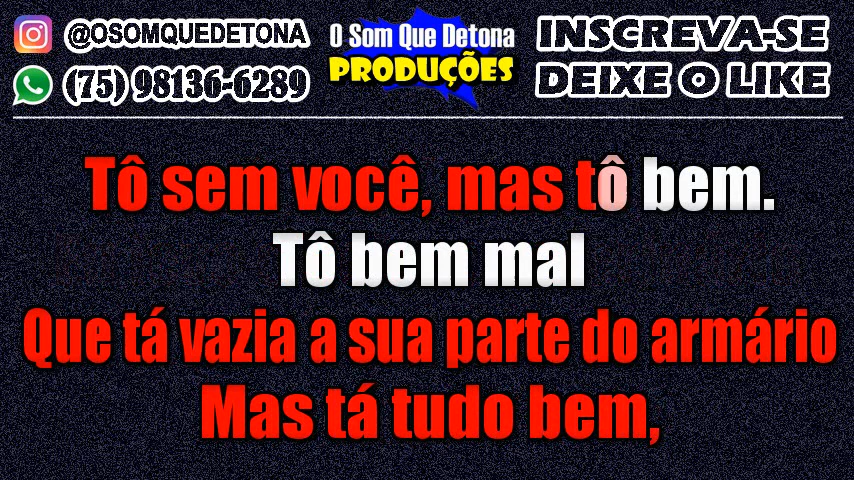 @OSOMQUEDETONA
(75) 98136-6289
O Som Que Detona
PRODUÇÕES
INSCREVA-SE
DEIXE O LIKE
Tô sem você, mas tô bem.
Tô bem mal
Que tá vazia a sua parte do armário
Mas tá tudo bem,